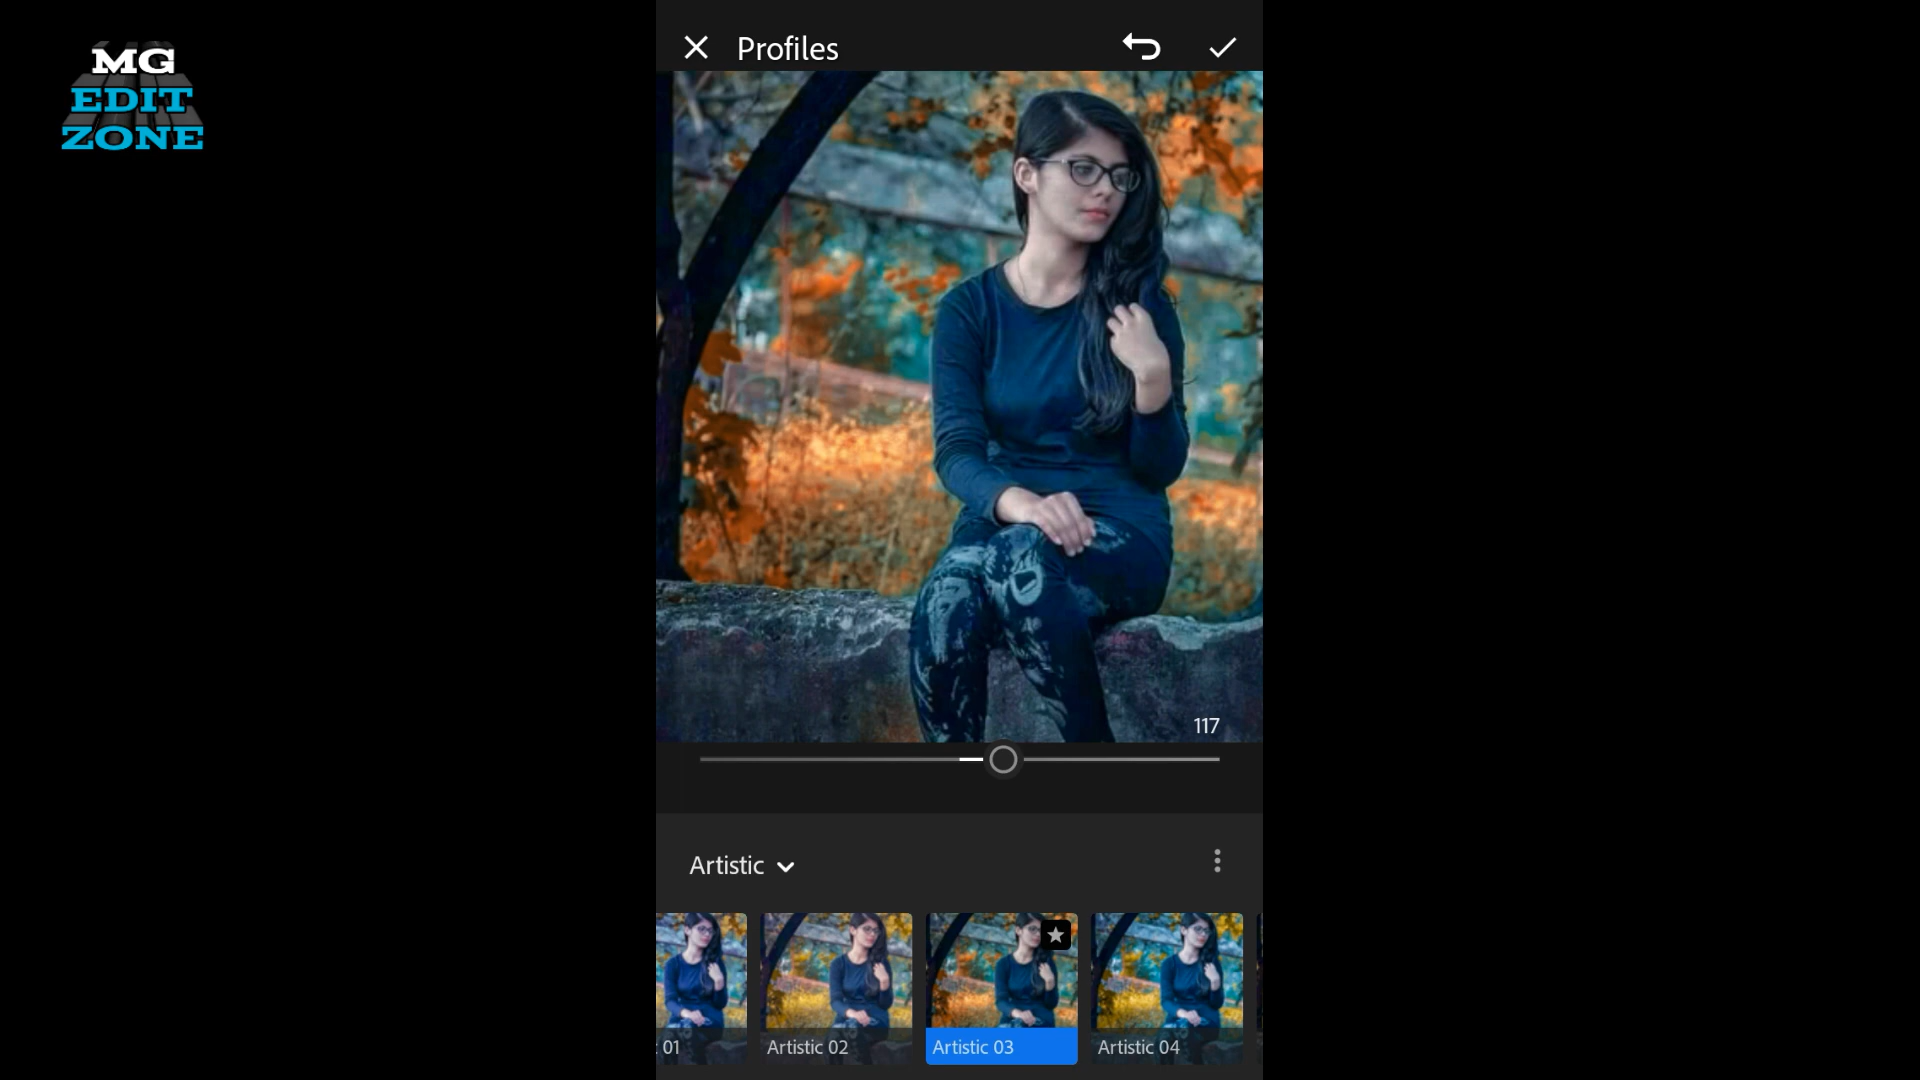 MG
EDIT
ZONE
Profiles
117
Artistic
01
Artistic 02
Artistic 03
Artistic 04